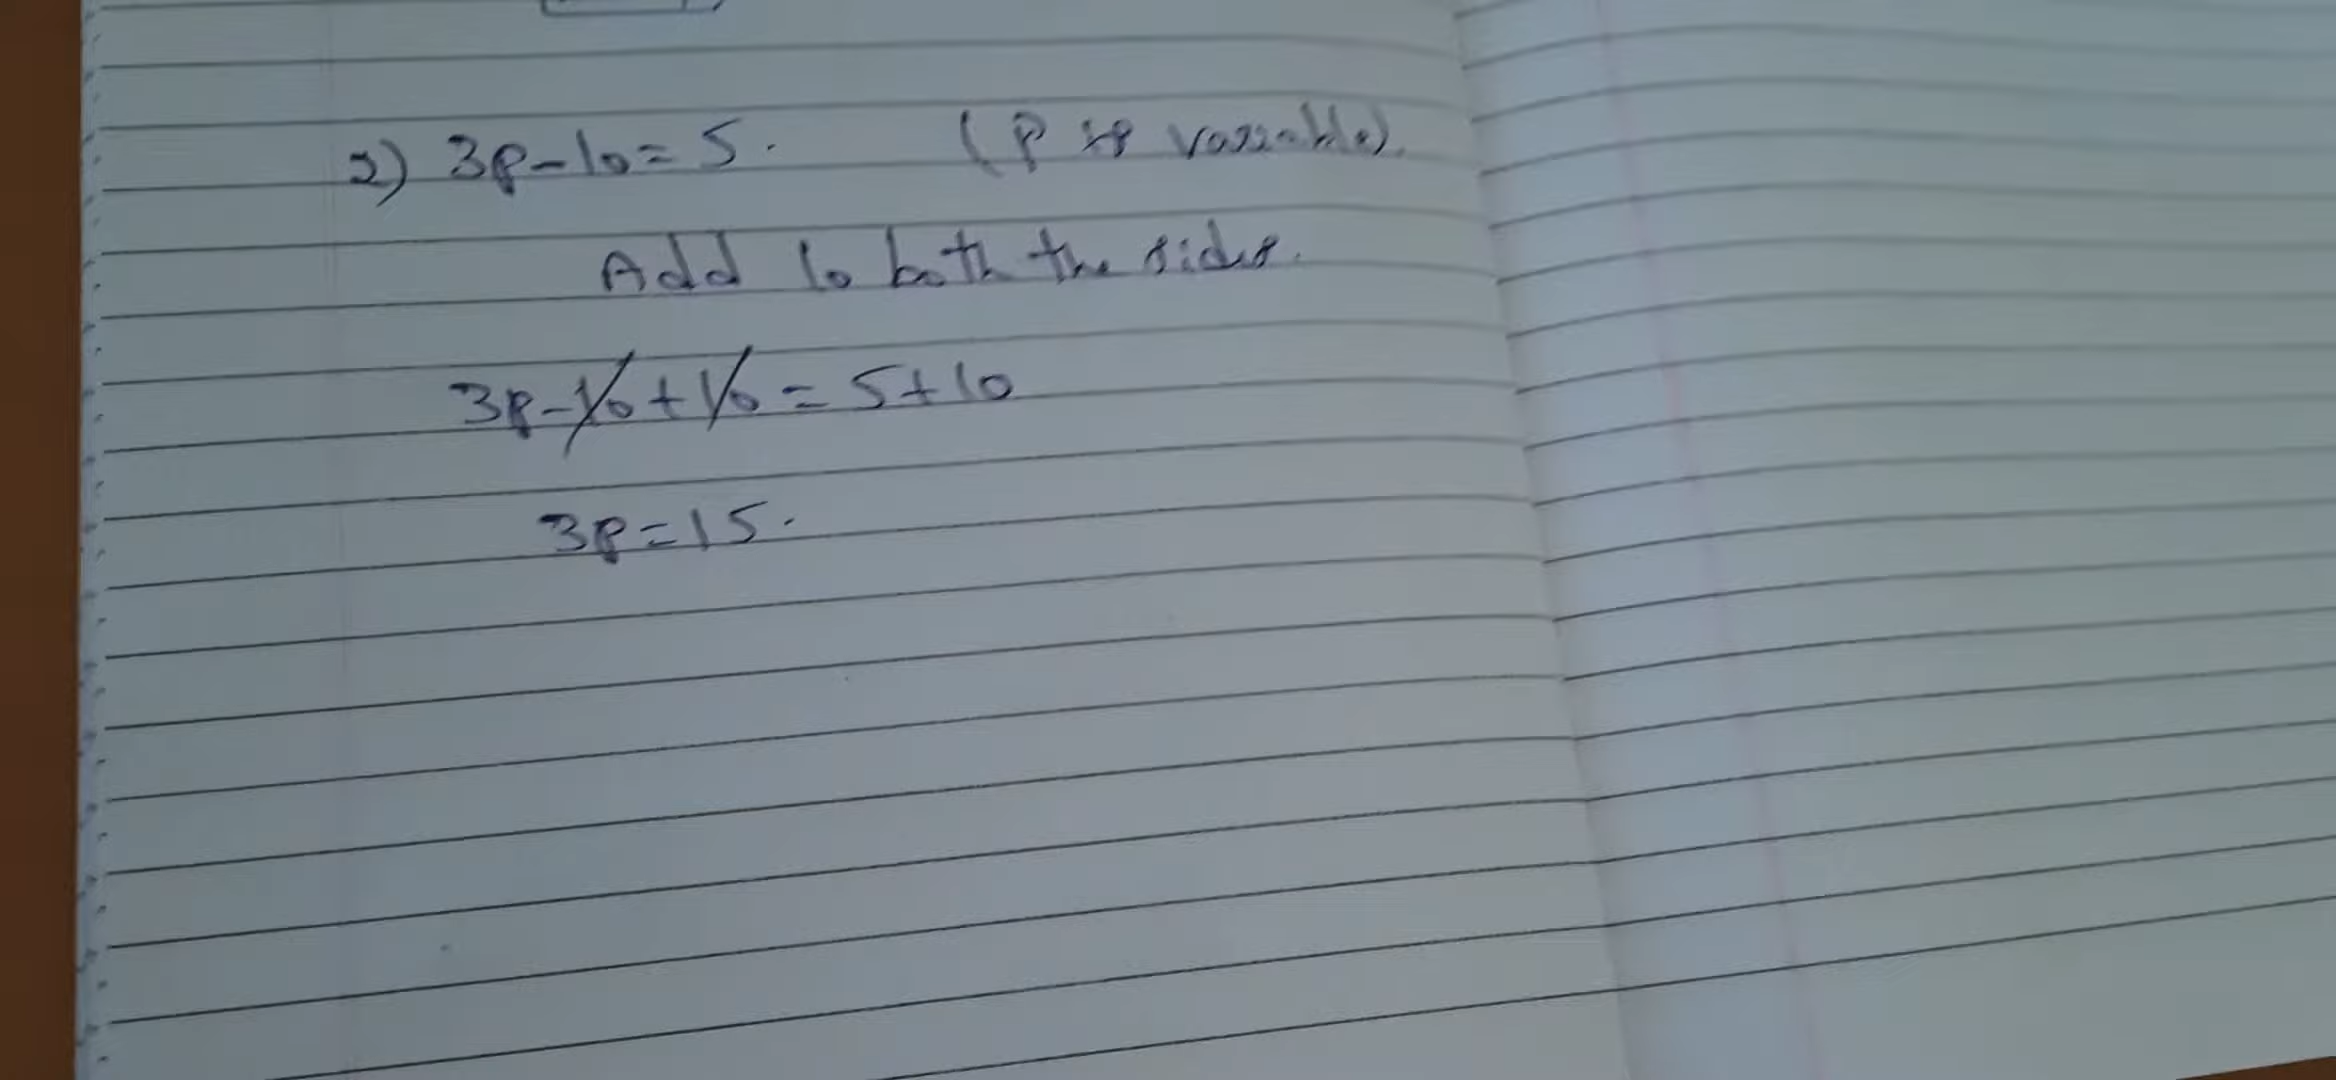 2) 3p-10=5. (P is variable).
Add 10 both the sides.
3p-10+10=5+10
3p=15.